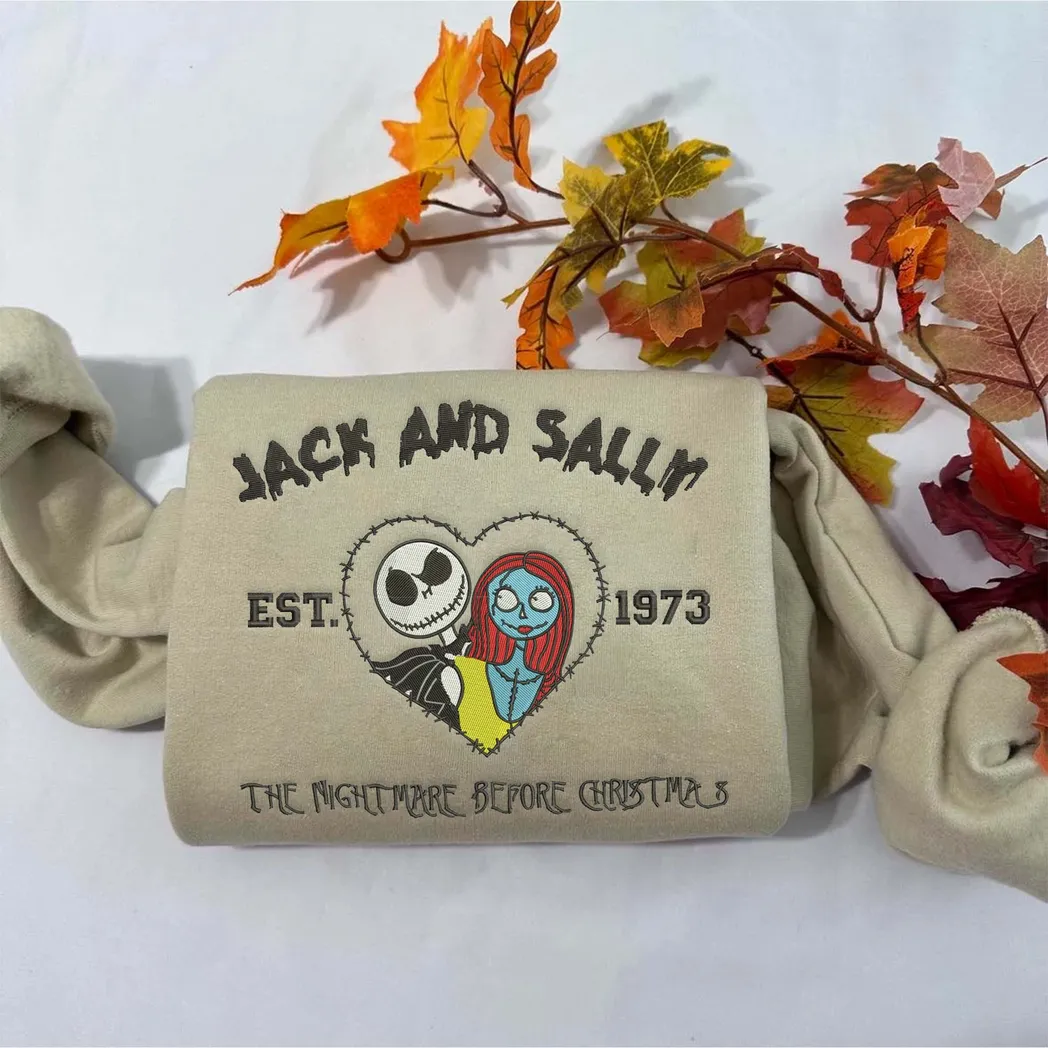 JACK AND SALLY
EST. 1973
THE NIGHTMARE BEFORE CHRISTMAS